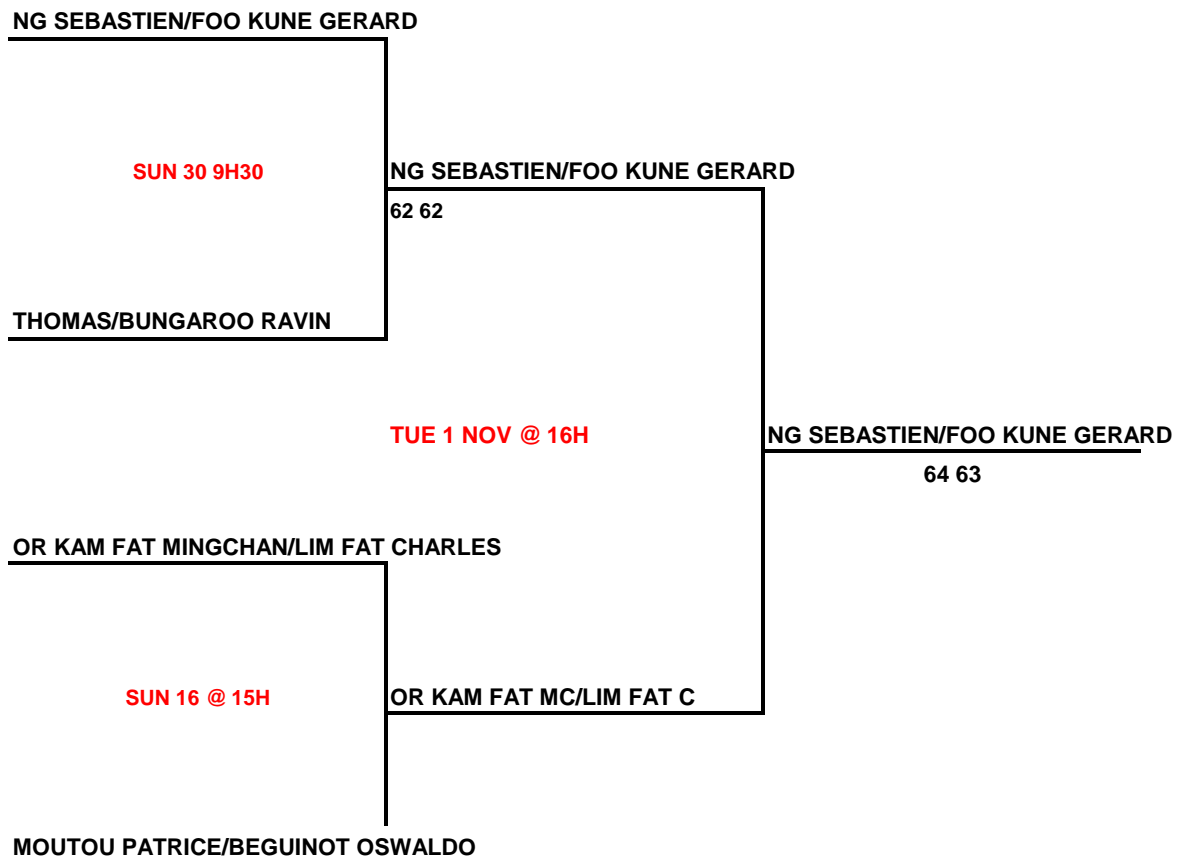 NG SEBASTIEN/FOO KUNE GERARD
SUN 30 9H30
NG SEBASTIEN/FOO KUNE GERARD
62 62
THOMAS/BUNGAROO RAVIN
TUE 1 NOV @ 16H
NG SEBASTIEN/FOO KUNE GERARD
64 63
OR KAM FAT MINGCHAN/LIM FAT CHARLES
SUN 16 @ 15H
OR KAM FAT MC/LIM FAT C
MOUTOU PATRICE/BEGUINOT OSWALDO